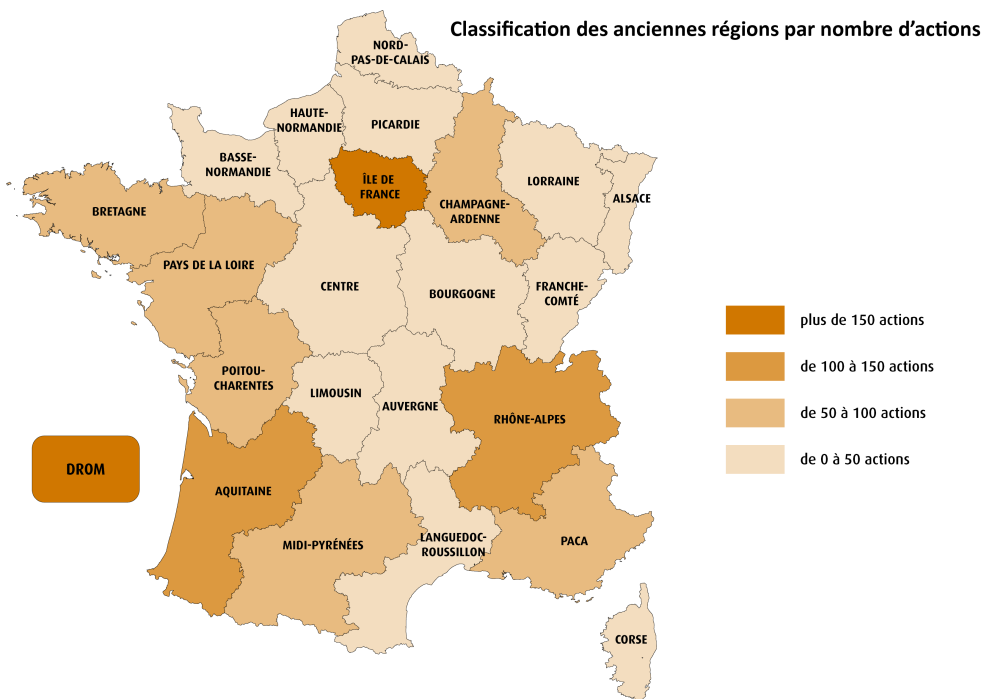 Classification des anciennes régions par nombre d'actions
NORD-
PAS-DE-CALAIS
HAUTE-
NORMANDIE
PICARDIE
BASSE-
NORMANDIE
ÎLE DE
FRANCE
LORRAINE
ALSACE
CHAMPAGNE-
ARDENNE
BRETAGNE
PAYS DE LA LOIRE
CENTRE
BOURGOGNE
FRANCHE-
COMTÉ
POITOU-
CHARENTES
LIMOUSIN
AUVERGNE
RHÔNE-ALPES
DROM
AQUITAINE
MIDI-PYRÉNÉES
LANGUEDOC-
ROUSSILLON
PACA
CORSE
plus de 150 actions
de 100 à 150 actions
de 50 à 100 actions
de 0 à 50 actions